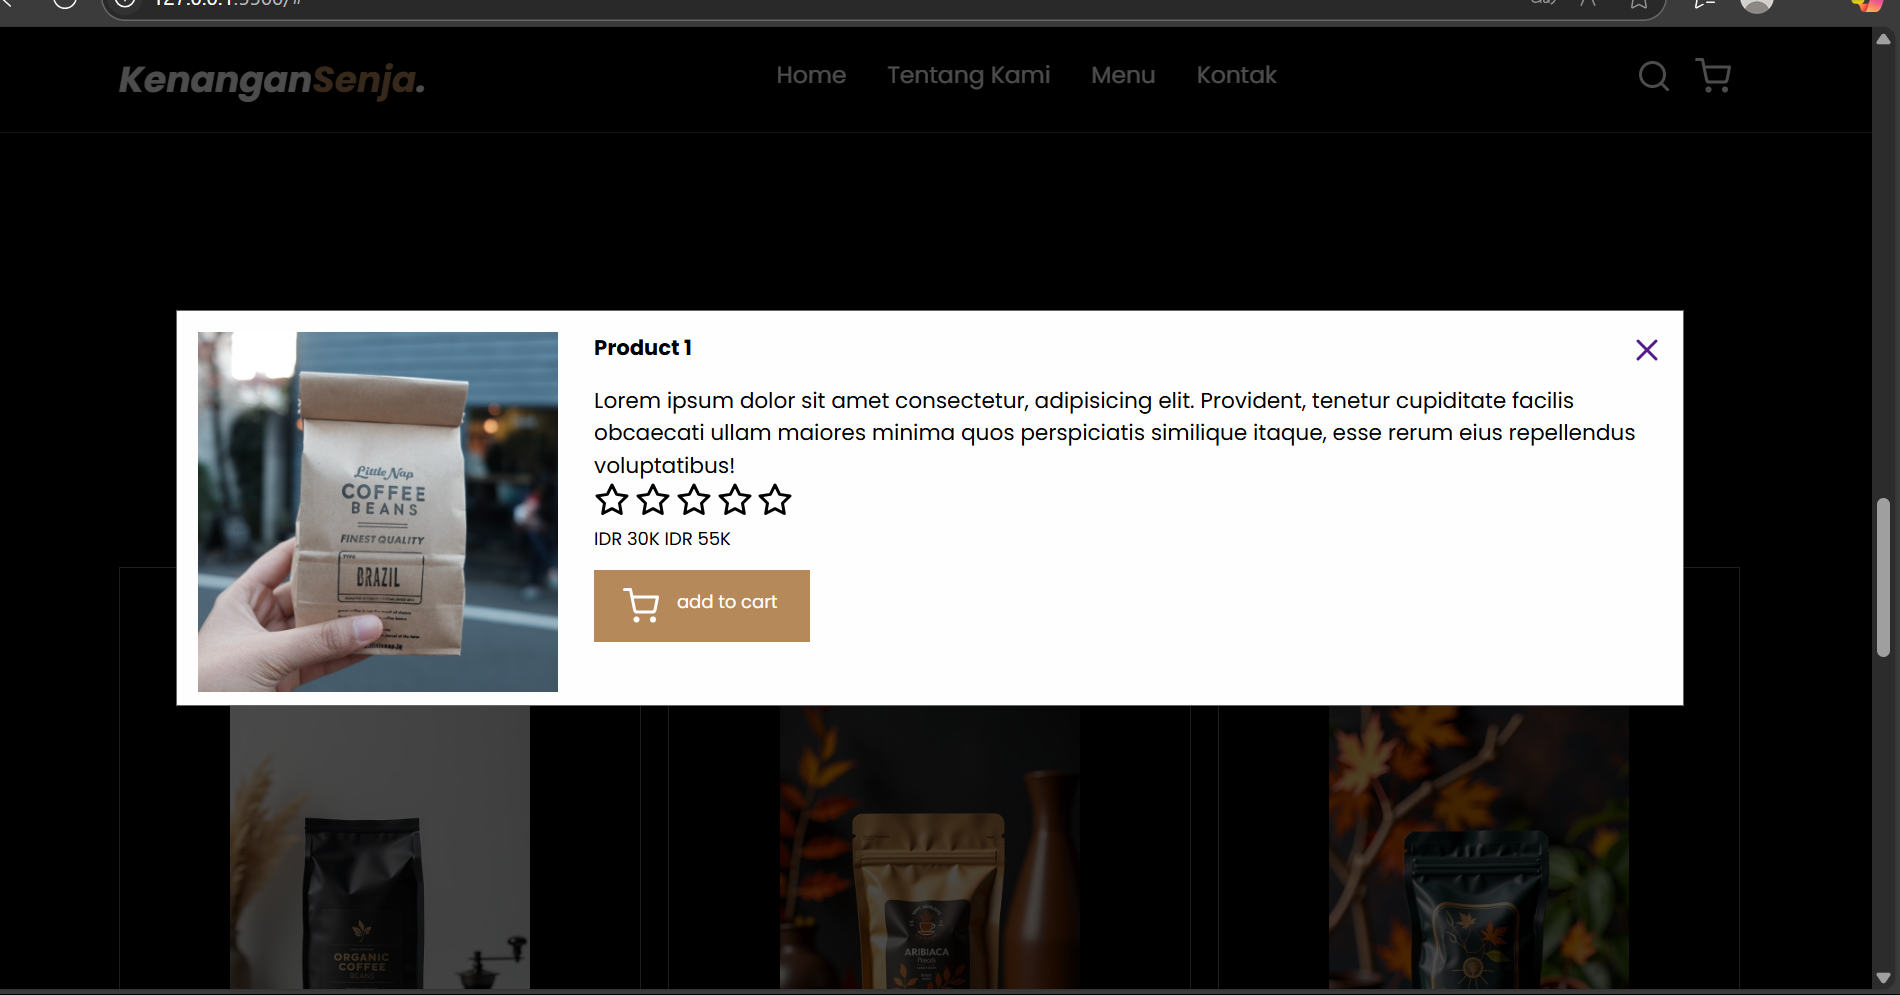 KenanganSenja.
Home
Tentang Kami
Menu
Kontak
Product 1
Lorem ipsum dolor sit amet consectetur, adipisicing elit. Provident, tenetur cupiditate facilis
obcaecati ullam maiores minima quos perspiciatis similique itaque, esse rerum eius repellendus
voluptatibus!
IDR 30K IDR 55K
add to cart
Little Nap
COFFEE
BEANS
FINEST QUALITY
TYPE
BRAZIL
ORGANIC
COFFEE
BEANS
ARIBIACA